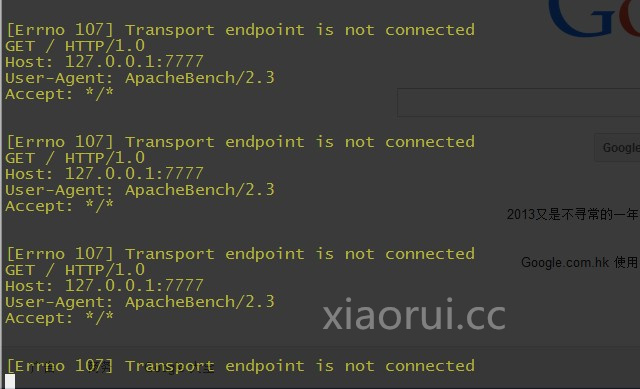 [Errno 107] Transport endpoint is not connected
GET / HTTP/1.0
Host: 127.0.0.1:7777
User-Agent: ApacheBench/2.3
Accept: */*
[Errno 107] Transport endpoint is not connected
GET / HTTP/1.0
Host: 127.0.0.1:7777
User-Agent: ApacheBench/2.3
Accept: */*
Google
2013又是不寻常的一年
[Errno 107] Transport endpoint is not connected
Google.com.hk 使用
GET / HTTP/1.0
Host: 127.0.0.1:7777
User-Agent: ApacheBench/2.3
Accept: */*
xiaorui.cc
[Errno 107] Transport endpoint is not connected